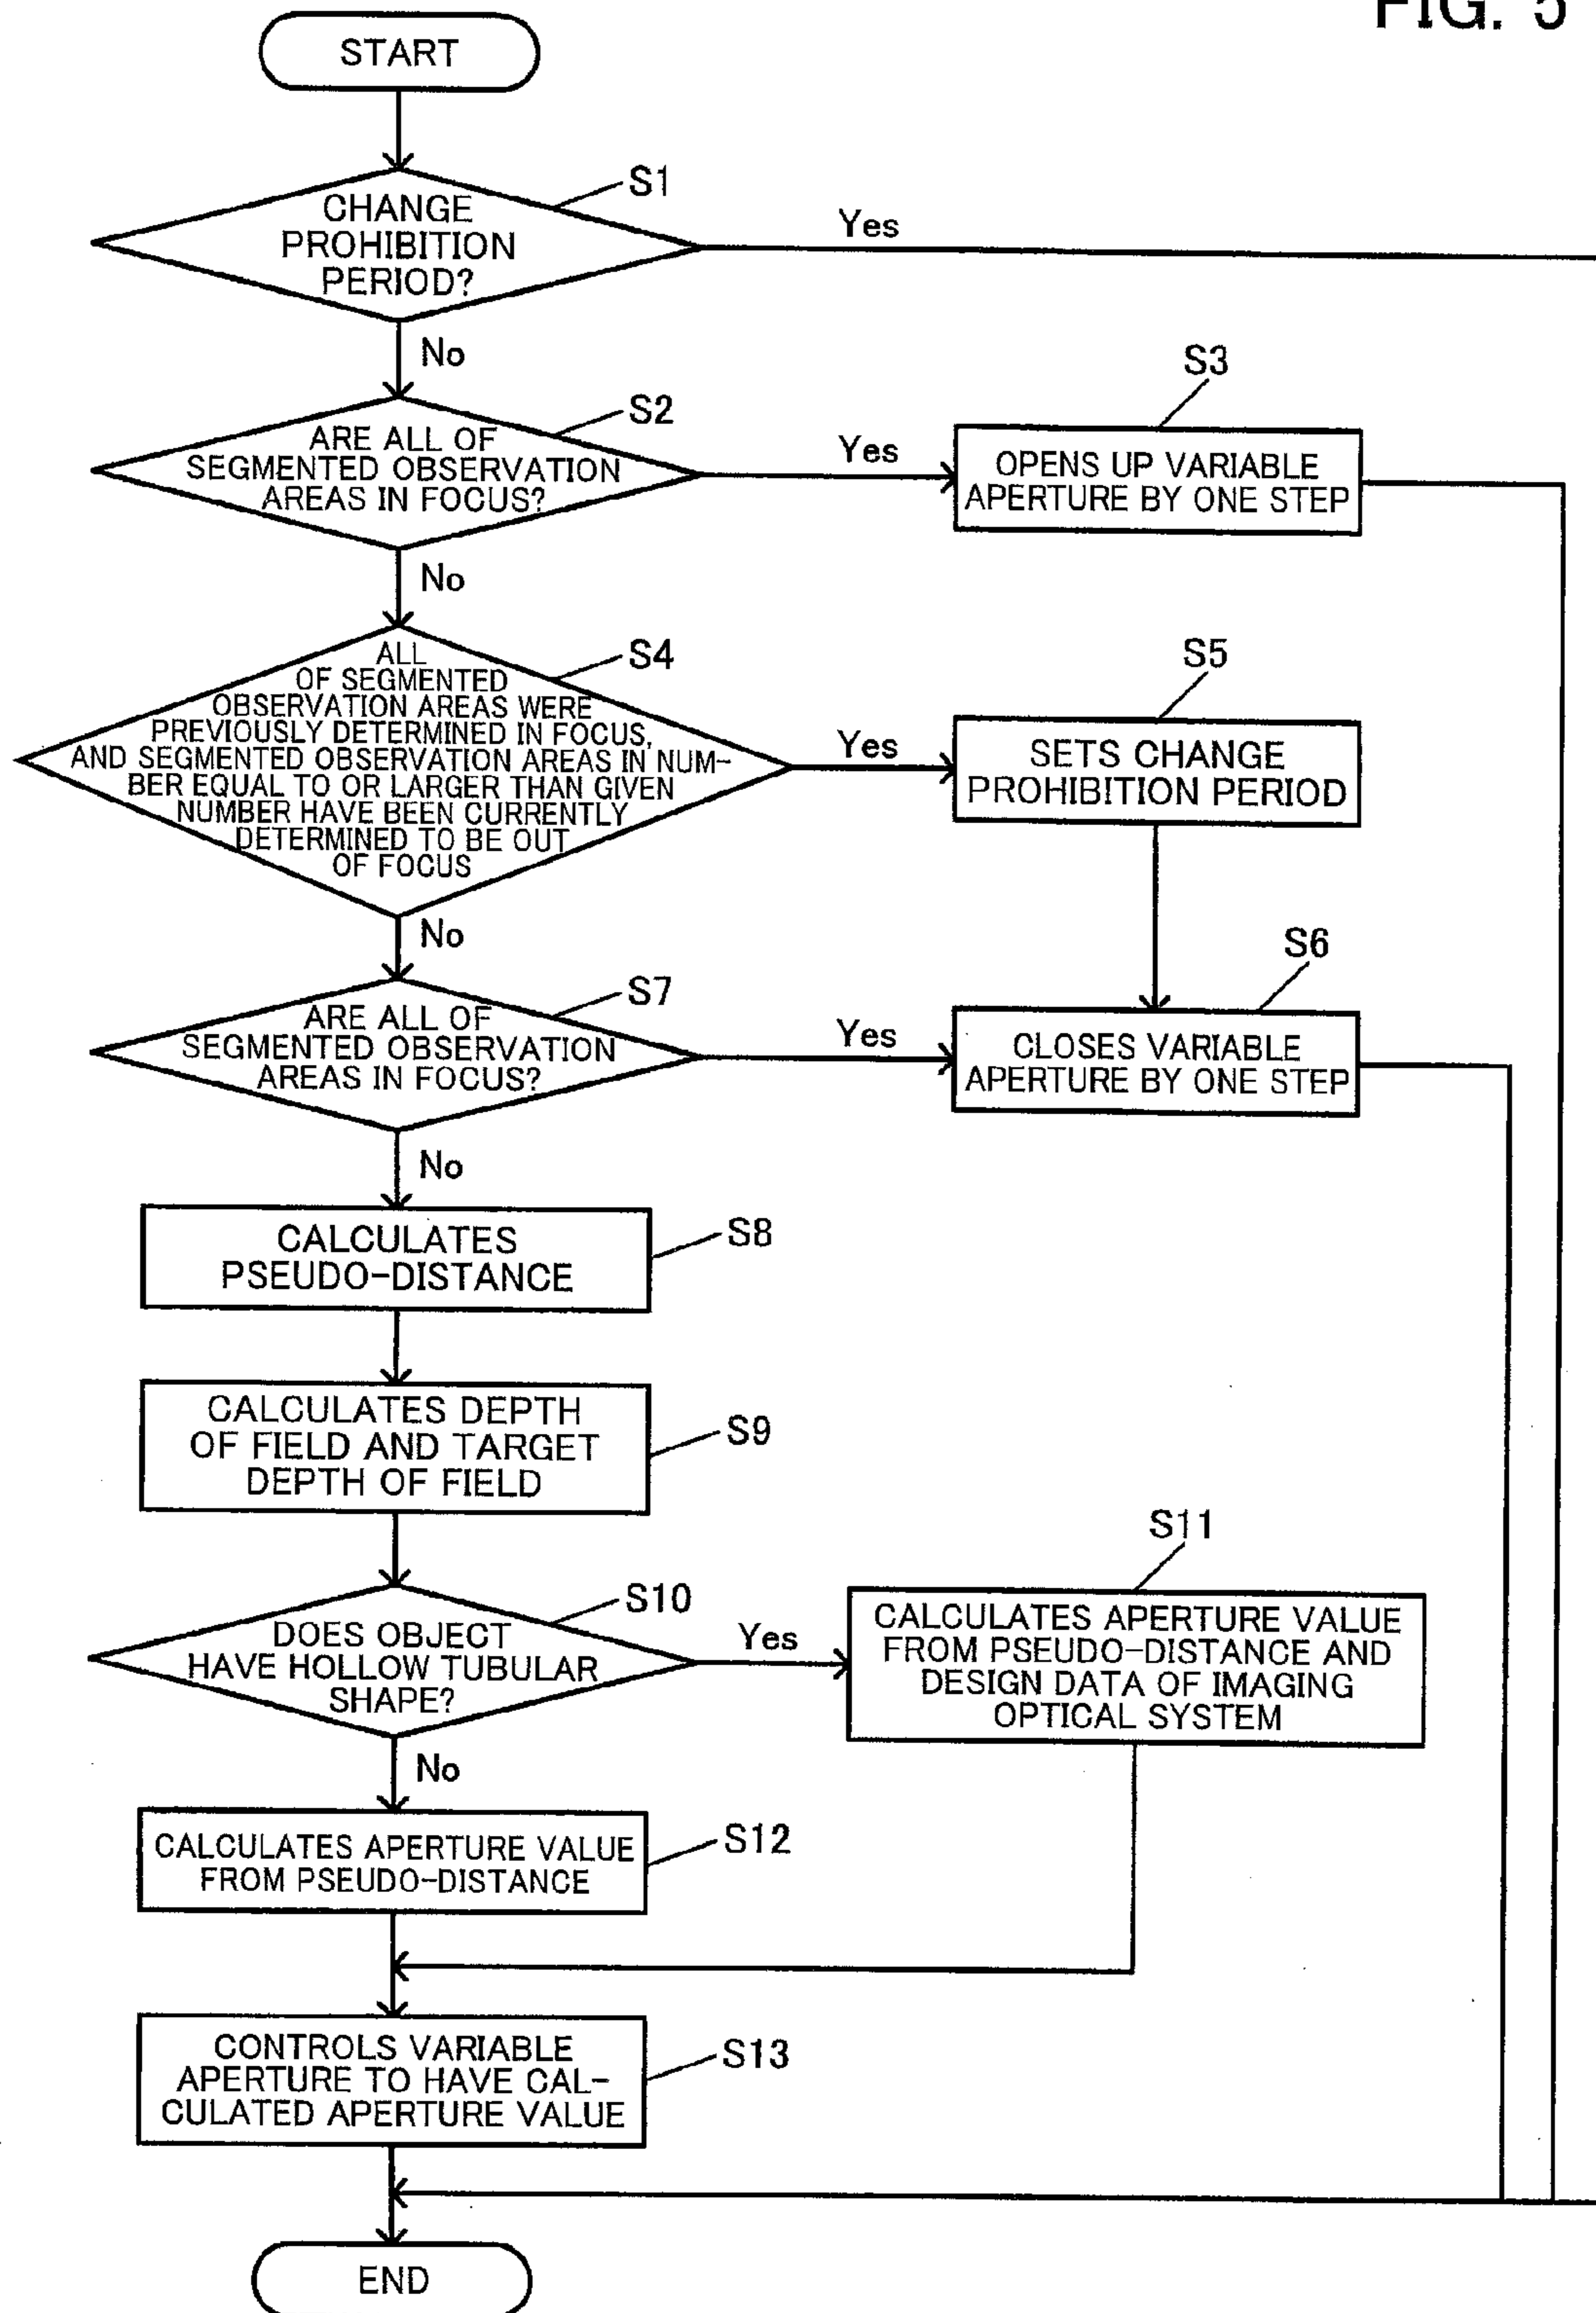 FIG. 5
START
S1
CHANGE
PROHIBITION
PERIOD?
Yes
No
S2
ARE ALL OF
SEGMENTED OBSERVATION
AREAS IN FOCUS?
Yes
S3
OPENS UP VARIABLE
APERTURE BY ONE STEP
No
S4
ALL
OF SEGMENTED
OBSERVATION AREAS WERE
PREVIOUSLY DETERMINED IN FOCUS,
AND SEGMENTED OBSERVATION AREAS IN NUM-
BER EQUAL TO OR LARGER THAN GIVEN
NUMBER HAVE BEEN CURRENTLY
DETERMINED TO BE OUT
OF FOCUS
Yes
S5
SETS CHANGE
PROHIBITION PERIOD
No
S7
ARE ALL OF
SEGMENTED OBSERVATION
AREAS IN FOCUS?
Yes
S6
CLOSES VARIABLE
APERTURE BY ONE STEP
No
CALCULATES
PSEUDO-DISTANCE
S8
CALCULATES DEPTH
OF FIELD AND TARGET
DEPTH OF FIELD
S9
S10
DOES OBJECT
HAVE HOLLOW TUBULAR
SHAPE?
Yes
S11
CALCULATES APERTURE VALUE
FROM PSEUDO-DISTANCE AND
DESIGN DATA OF IMAGING
OPTICAL SYSTEM
No
CALCULATES APERTURE VALUE
FROM PSEUDO-DISTANCE
S12
CONTROLS VARIABLE
APERTURE TO HAVE CAL-
CULATED APERTURE VALUE
S13
END